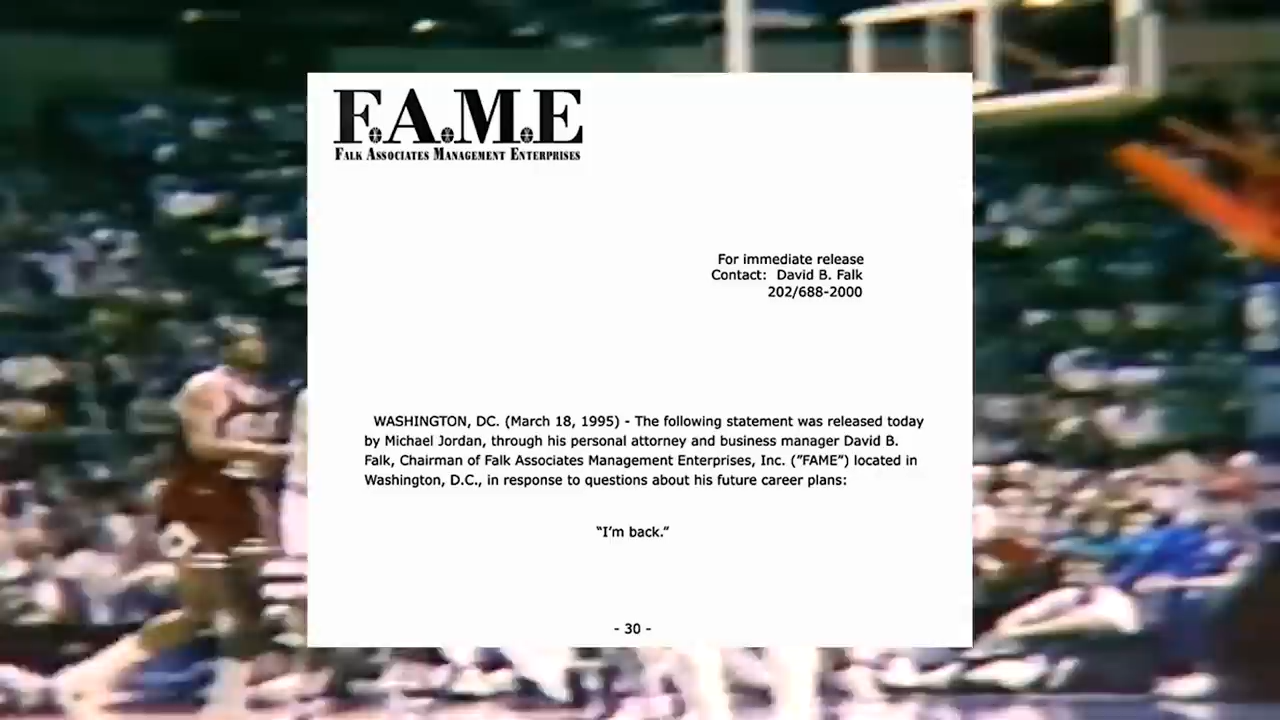 F.A.M.E
FALK ASSOCIATES MANAGEMENT ENTERPRISES
For immediate release
Contact: David B. Falk
202/688-2000
WASHINGTON, DC. (March 18, 1995) - The following statement was released today
by Michael Jordan, through his personal attorney and business manager David B.
Falk, Chairman of Falk Associates Management Enterprises, Inc. (”FAME”) located in
Washington, D.C., in response to questions about his future career plans:
“I’m back.”
- 30 -